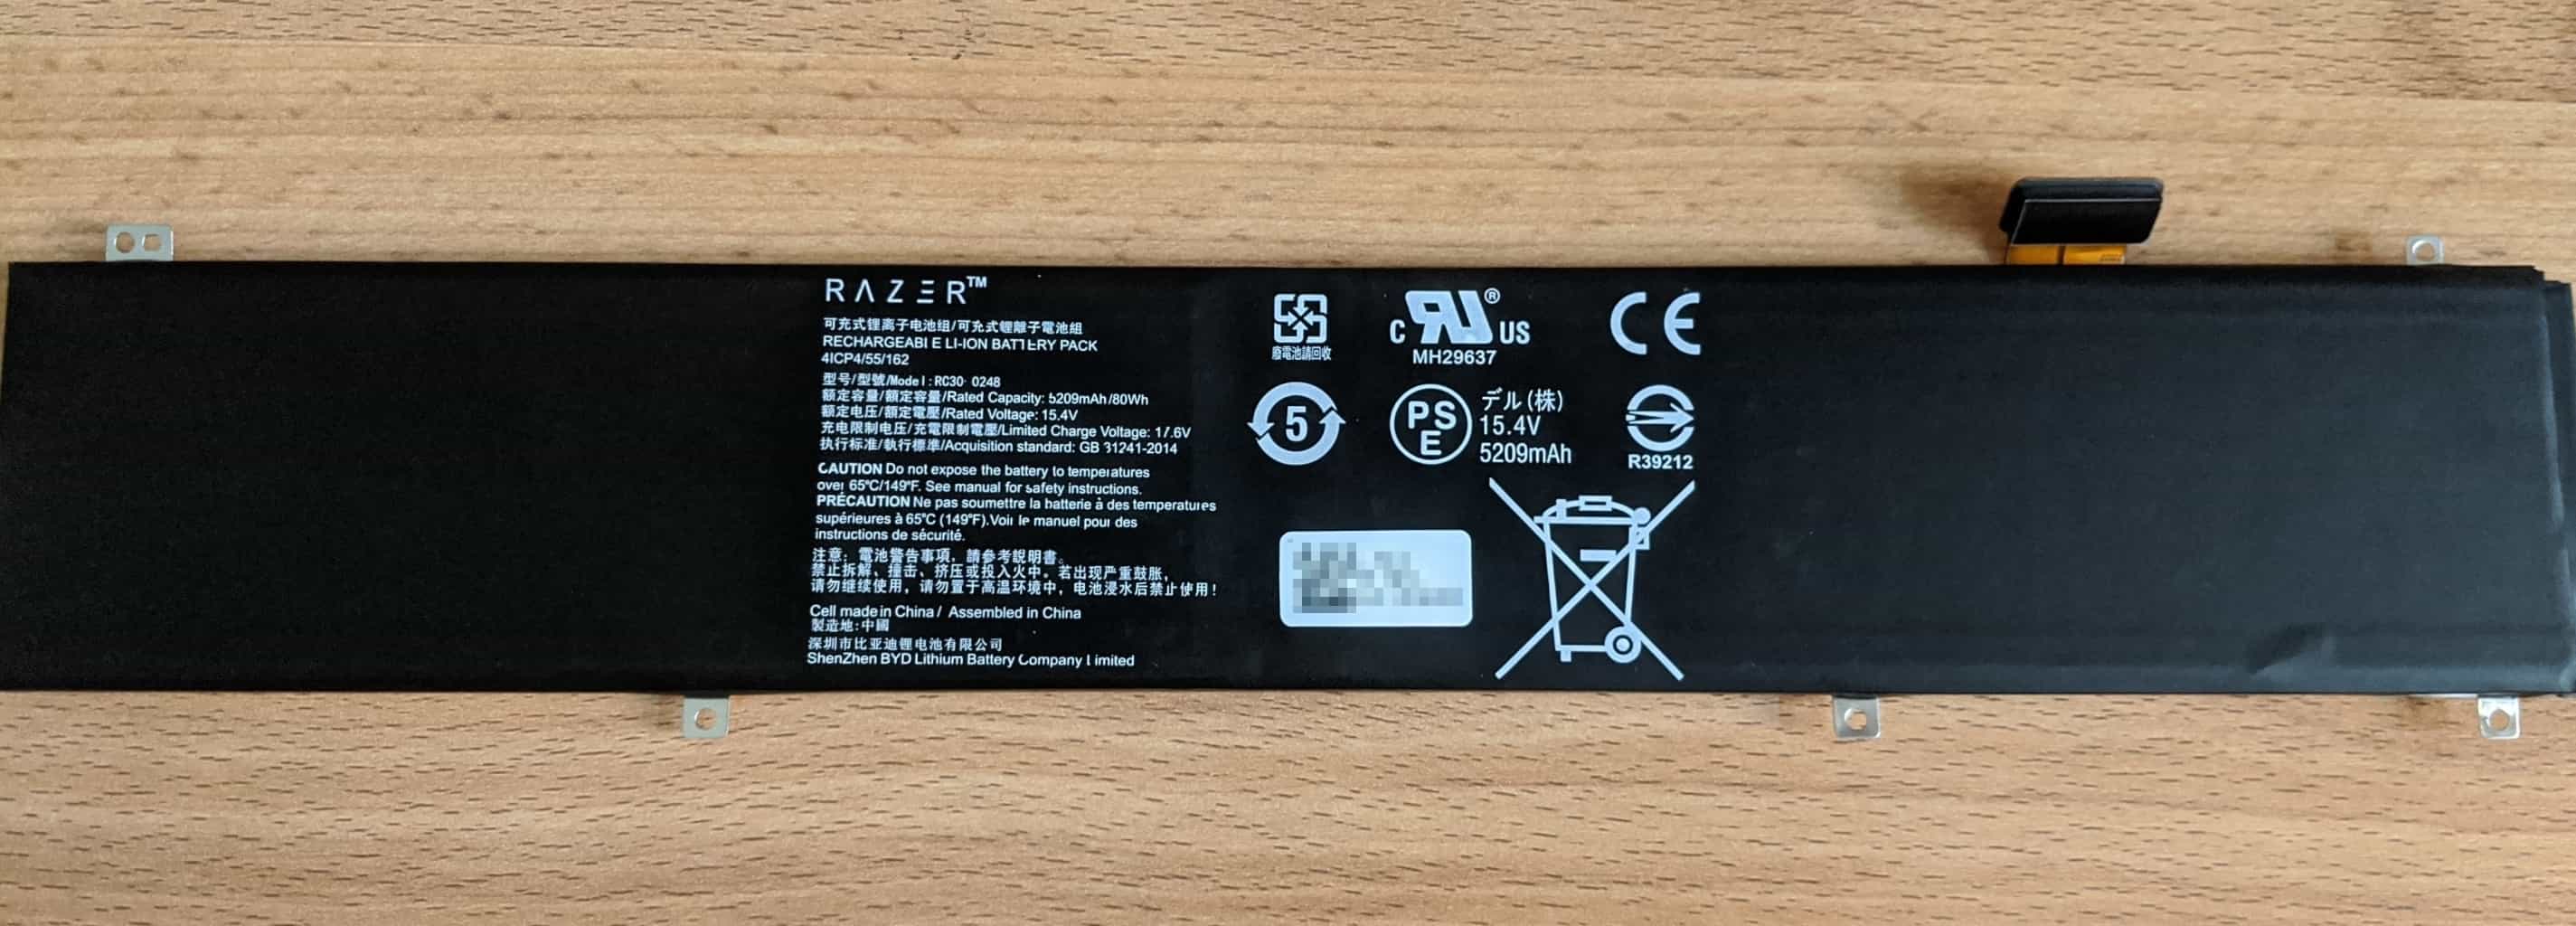 RAZER™
可充式锂离子电池组/可充式鋰離子電池組
RECHARGEABLE LI-ION BATTERY PACK
4ICP4/55/162
型号/型號/Model: RC30-0248
额定容量/額定容量/Rated Capacity: 5209mAh/80Wh
额定电压/額定電壓/Rated Voltage: 15.4V
充电限制电压/充電限制電壓/Limited Charge Voltage: 17.6V
执行标准/執行標準/Acquisition standard: GB 31241-2014
CAUTION Do not expose the battery to temperatures
over 65°C/149°F. See manual for safety instructions.
PRÉCAUTION Ne pas soumettre la batterie à des temperatures
supérieures à 65°C (149°F).Voir le manuel pour des
instructions de sécurité.
注意：電池警告事項，請參考說明書。
禁止拆解、撞击、挤压或投入火中。若出现严重鼓胀，
请勿继续使用，请勿置于高温环境中，电池浸水后禁止使用！
Cell made in China / Assembled in China
製造地:中國
深圳市比亚迪锂电池有限公司
ShenZhen BYD Lithium Battery Company Limited
廢電池請回收
C RU® US
MH29637
CE
5
PSE
デル(株)
15.4V
5209mAh
R39212